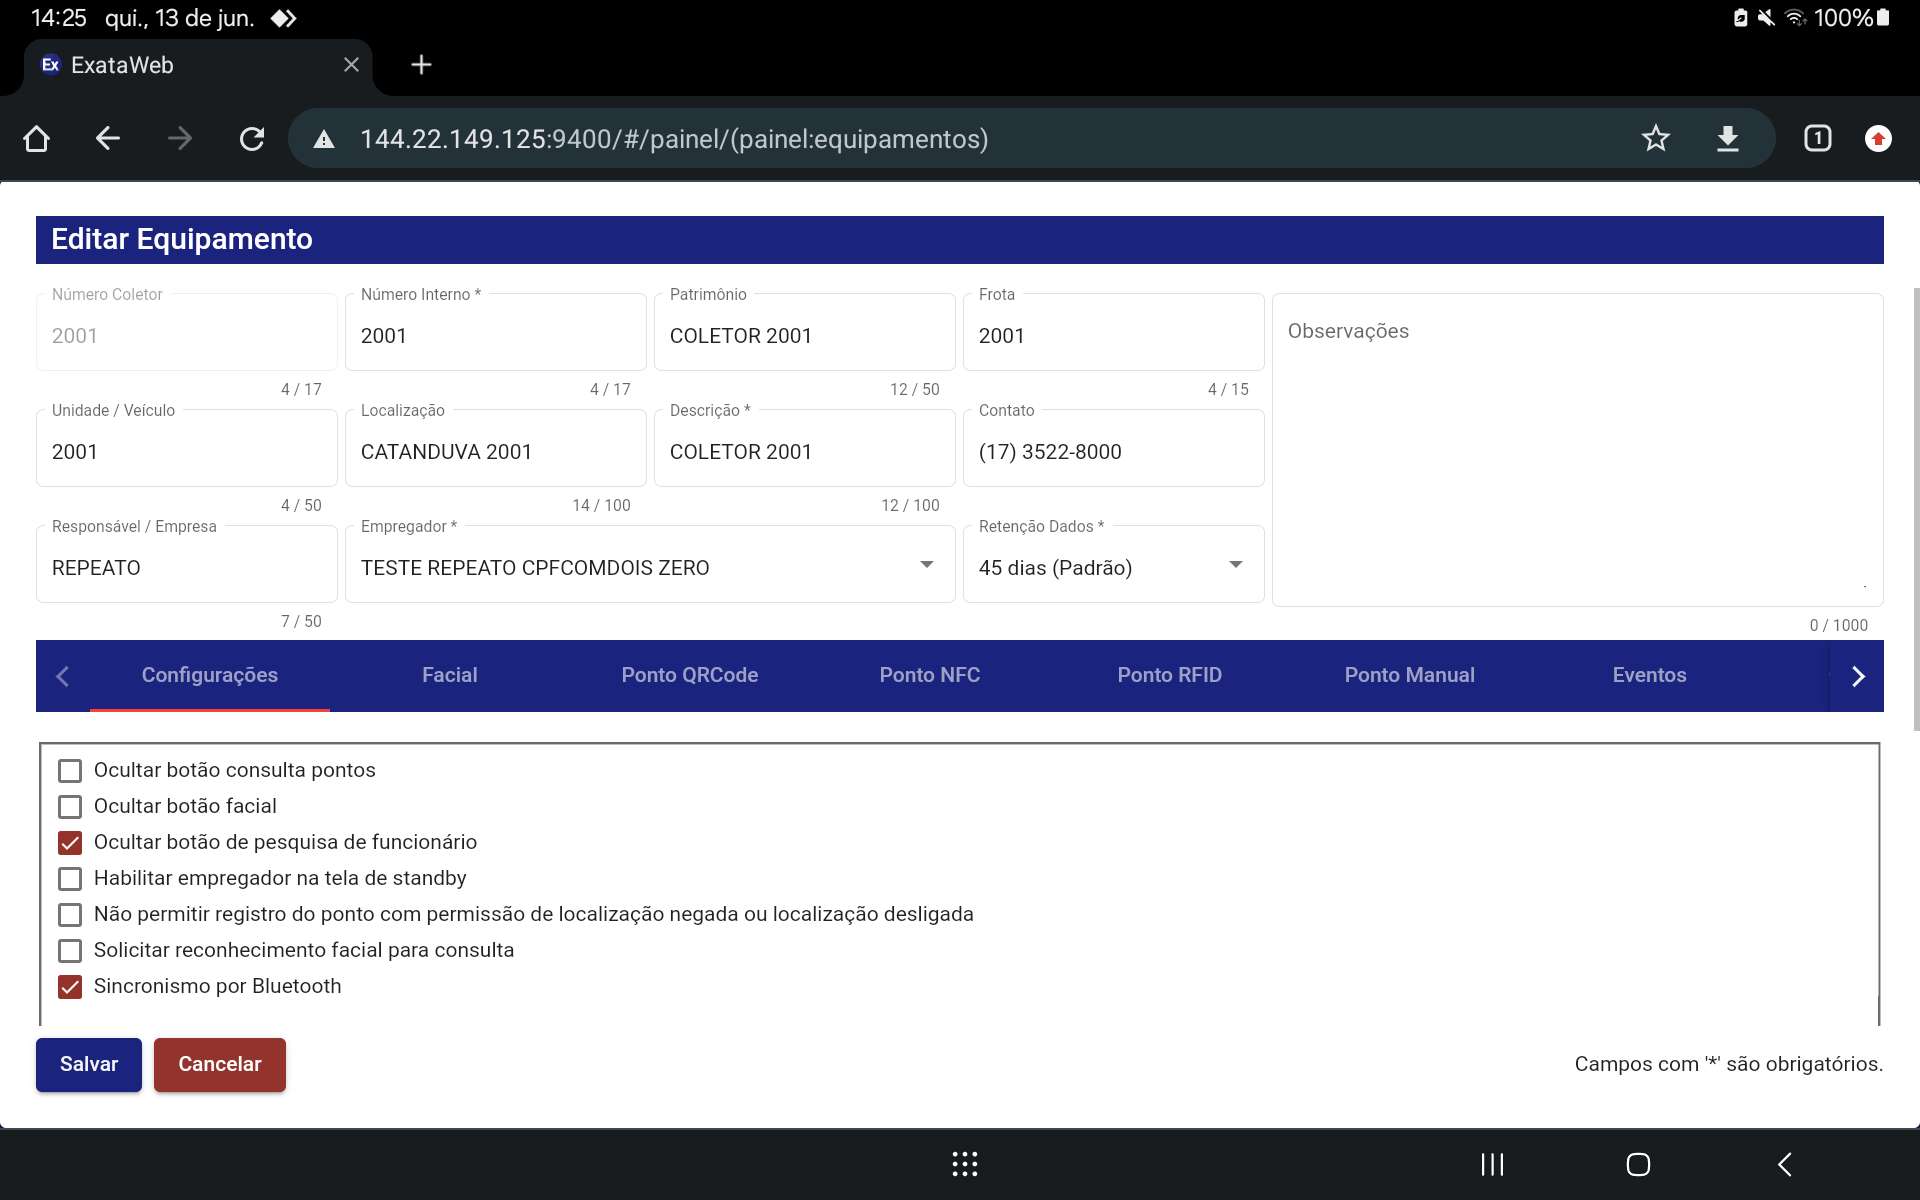 14:25 qui., 13 de jun. 100%
Ex ExataWeb
144.22.149.125:9400/#/painel/(painel:equipamentos) 1
Editar Equipamento
Número Coletor Número Interno * Patrimônio Frota
2001 2001 COLETOR 2001 2001 Observações
4 / 17 4 / 17 12 / 50 4 / 15
Unidade / Veículo Localização Descrição * Contato
2001 CATANDUVA 2001 COLETOR 2001 (17) 3522-8000
4 / 50 14 / 100 12 / 100
Responsável / Empresa Empregador * Retenção Dados *
REPEATO TESTE REPEATO CPFCOMDOIS ZERO 45 dias (Padrão)
7 / 50 0 / 1000
Configurações Facial Ponto QRCode Ponto NFC Ponto RFID Ponto Manual Eventos
Ocultar botão consulta pontos
Ocultar botão facial
Ocultar botão de pesquisa de funcionário
Habilitar empregador na tela de standby
Não permitir registro do ponto com permissão de localização negada ou localização desligada
Solicitar reconhecimento facial para consulta
Sincronismo por Bluetooth
Salvar Cancelar Campos com '*' são obrigatórios.